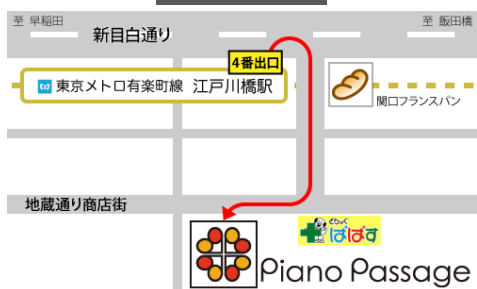 至 早稲田
至 飯田橋
新目白通り
4番出口
東京メトロ有楽町線 江戸川橋駅
関口フランスパン
地蔵通り商店街
どらっぐ
ぱぱす
Piano Passage